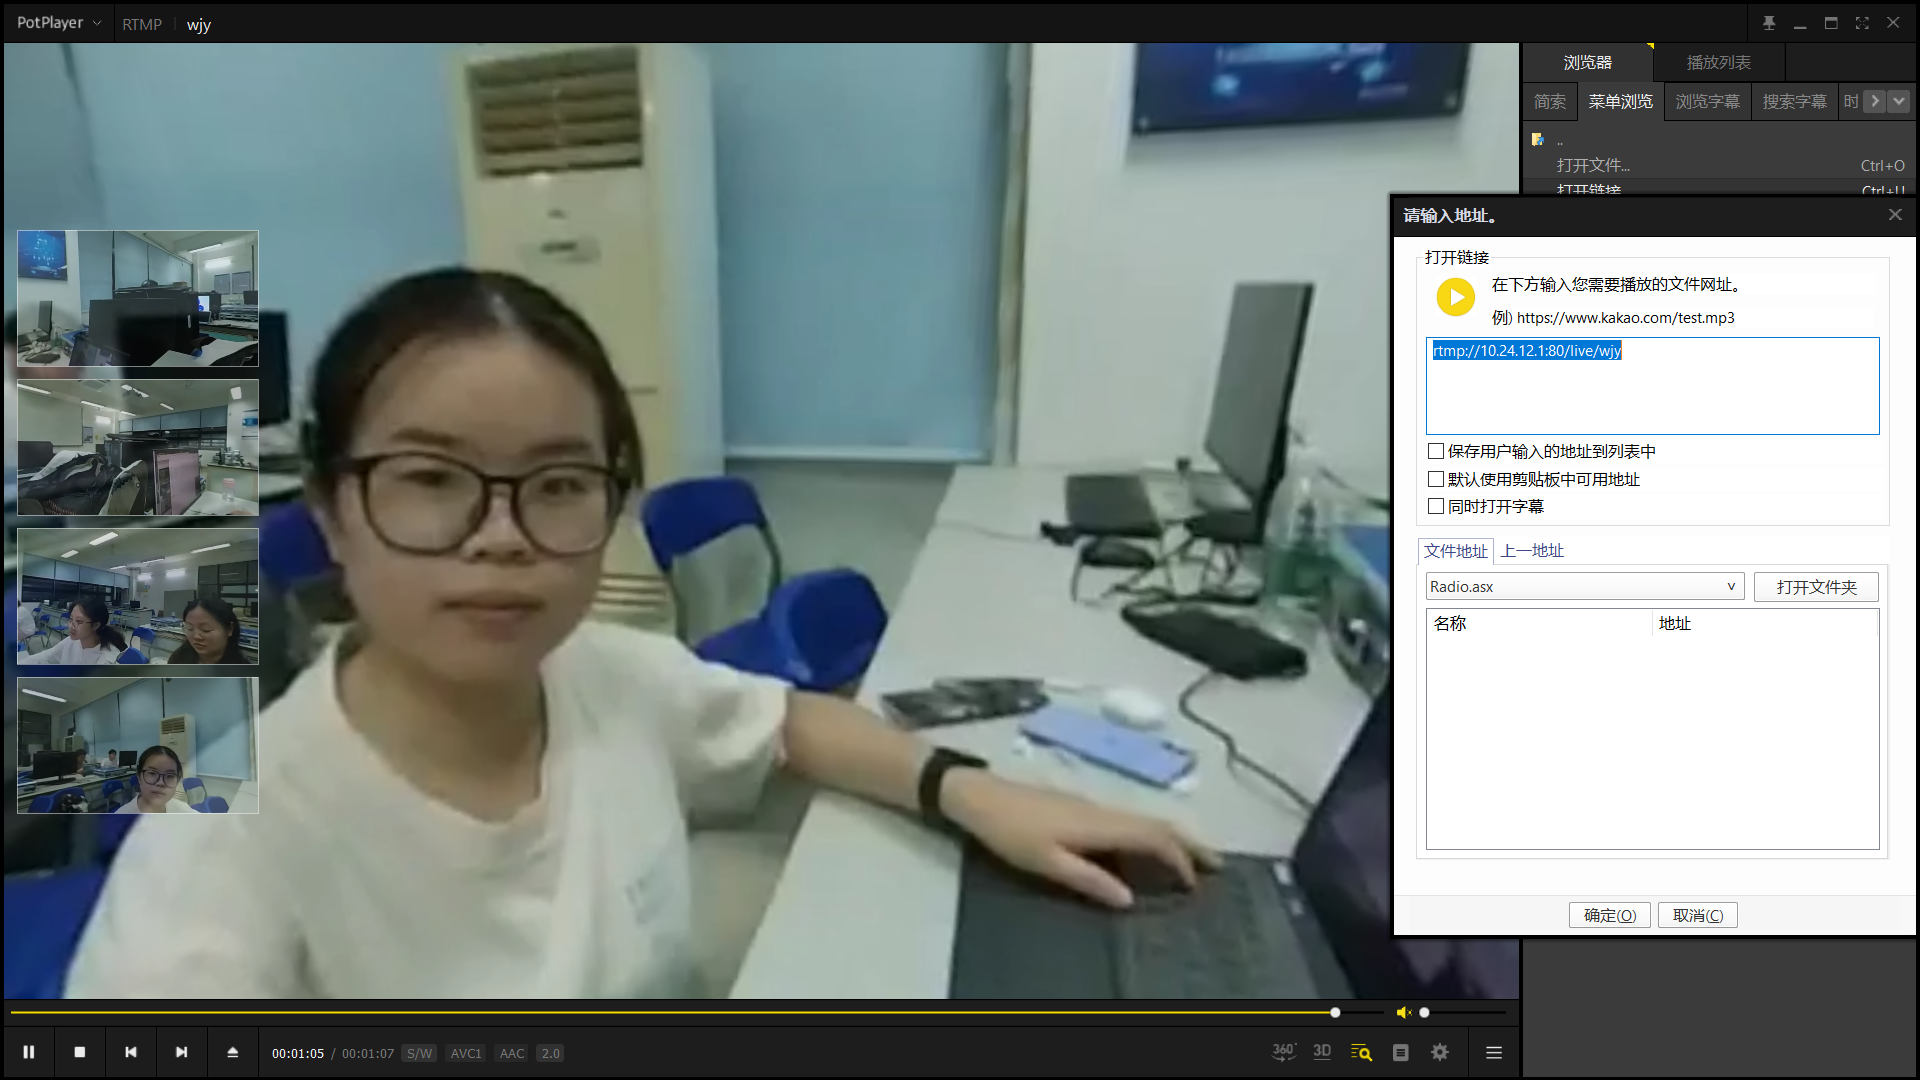 PotPlayer
RTMP
wjy
浏览器
播放列表
简索
菜单浏览
浏览字幕
搜索字幕
时
..
打开文件...
Ctrl+O
打开链接
Ctrl+U
请输入地址。
打开链接
在下方输入您需要播放的文件网址。
例) https://www.kakao.com/test.mp3
rtmp://10.24.12.1:80/live/wjy
保存用户输入的地址到列表中
默认使用剪贴板中可用地址
同时打开字幕
文件地址
上一地址
Radio.asx
打开文件夹
名称
地址
确定(O)
取消(C)
00:01:05 / 00:01:07
S/W
AVC1
AAC
2.0
360°
3D